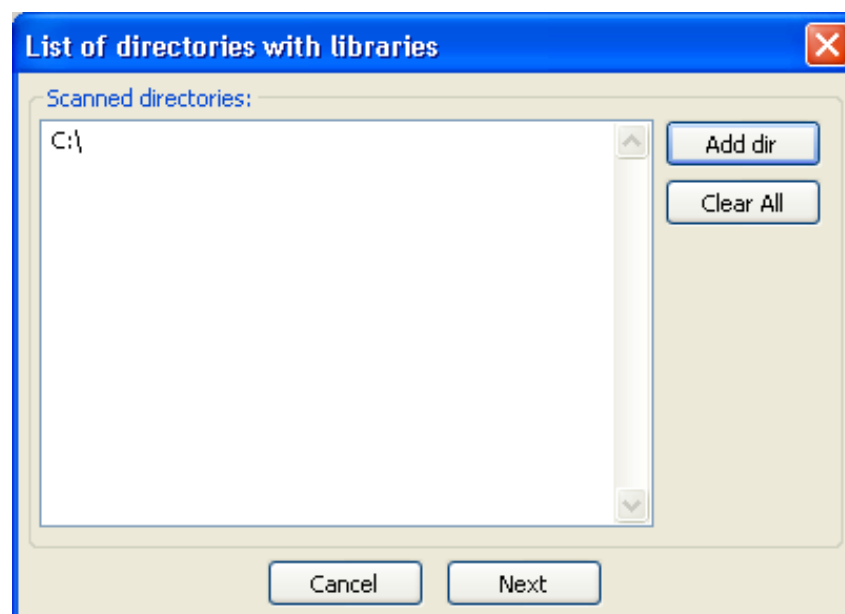 List of directories with libraries
Scanned directories:
C:\
Add dir
Clear All
Cancel
Next